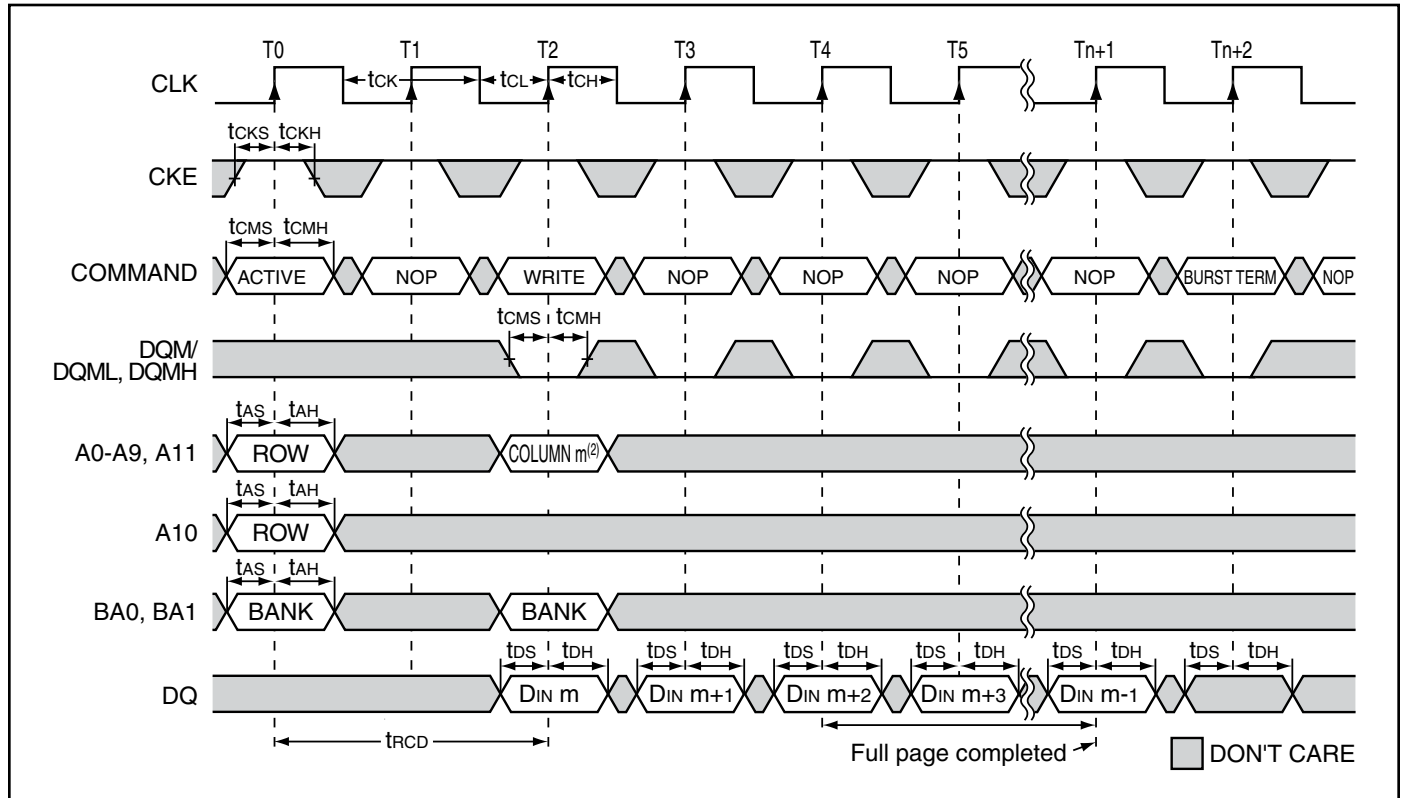 T0 T1 T2 T3 T4 T5 Tn+1 Tn+2
CLK tCK tCL tCH
tCKS tCKH
CKE
tCMS tCMH
COMMAND ACTIVE NOP WRITE NOP NOP NOP NOP BURST TERM NOP
tCMS tCMH
DQM/
DQML, DQMH
tAS tAH
A0-A9, A11 ROW COLUMN m(2)
tAS tAH
A10 ROW
tAS tAH
BA0, BA1 BANK BANK
tDS tDH tDS tDH tDS tDH tDS tDH tDS tDH tDS tDH
DQ DIN m DIN m+1 DIN m+2 DIN m+3 DIN m-1
tRCD
Full page completed
DON'T CARE